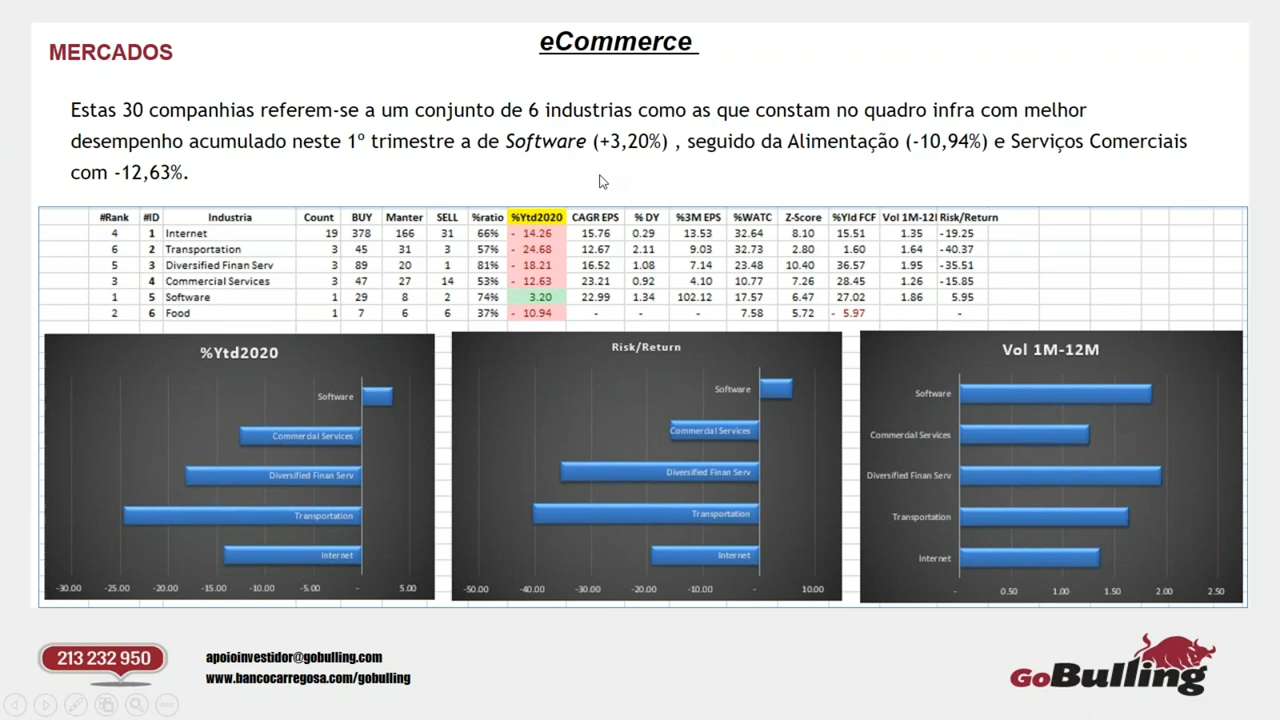 MERCADOS
eCommerce
Estas 30 companhias referem-se a um conjunto de 6 industrias como as que constam no quadro infra com melhor
desempenho acumulado neste 1º trimestre a de Software (+3,20%) , seguido da Alimentação (-10,94%) e Serviços Comerciais
com -12,63%.
#Rank #ID Industria Count BUY Manter SELL %ratio %Ytd2020 CAGR EPS % DY %3M EPS %WATC Z-Score %Yld FCF Vol 1M-12I Risk/Return
4 1 Internet 19 378 166 31 66% - 14.26 15.76 0.29 13.53 32.64 8.10 15.51 1.35 -19.25
6 2 Transportation 3 45 31 3 57% - 24.68 12.67 2.11 9.03 32.73 2.80 1.60 1.64 -40.37
5 3 Diversified Finan Serv 3 89 20 1 81% - 18.21 16.52 1.08 7.14 23.48 10.40 36.57 1.95 -35.51
3 4 Commercial Services 3 47 27 14 53% - 12.63 23.21 0.92 4.10 10.77 7.26 28.45 1.26 -15.85
1 5 Software 1 29 8 2 74% 3.20 22.99 1.34 102.12 17.57 6.47 27.02 1.86 5.95
2 6 Food 1 7 6 6 37% - 10.94 - - - 7.58 5.72 - 5.97 -
%Ytd2020
Software
Commercial Services
Diversified Finan Serv
Transportation
Internet
-30.00 -25.00 -20.00 -15.00 -10.00 -5.00 - 5.00
Risk/Return
Software
Commercial Services
Diversified Finan Serv
Transportation
Internet
-50.00 -40.00 -30.00 -20.00 -10.00 - 10.00
Vol 1M-12M
Software
Commercial Services
Diversified Finan Serv
Transportation
Internet
- 0.50 1.00 1.50 2.00 2.50
213 232 950
apoioinvestidor@gobulling.com
www.bancocarregosa.com/gobulling
GoBulling